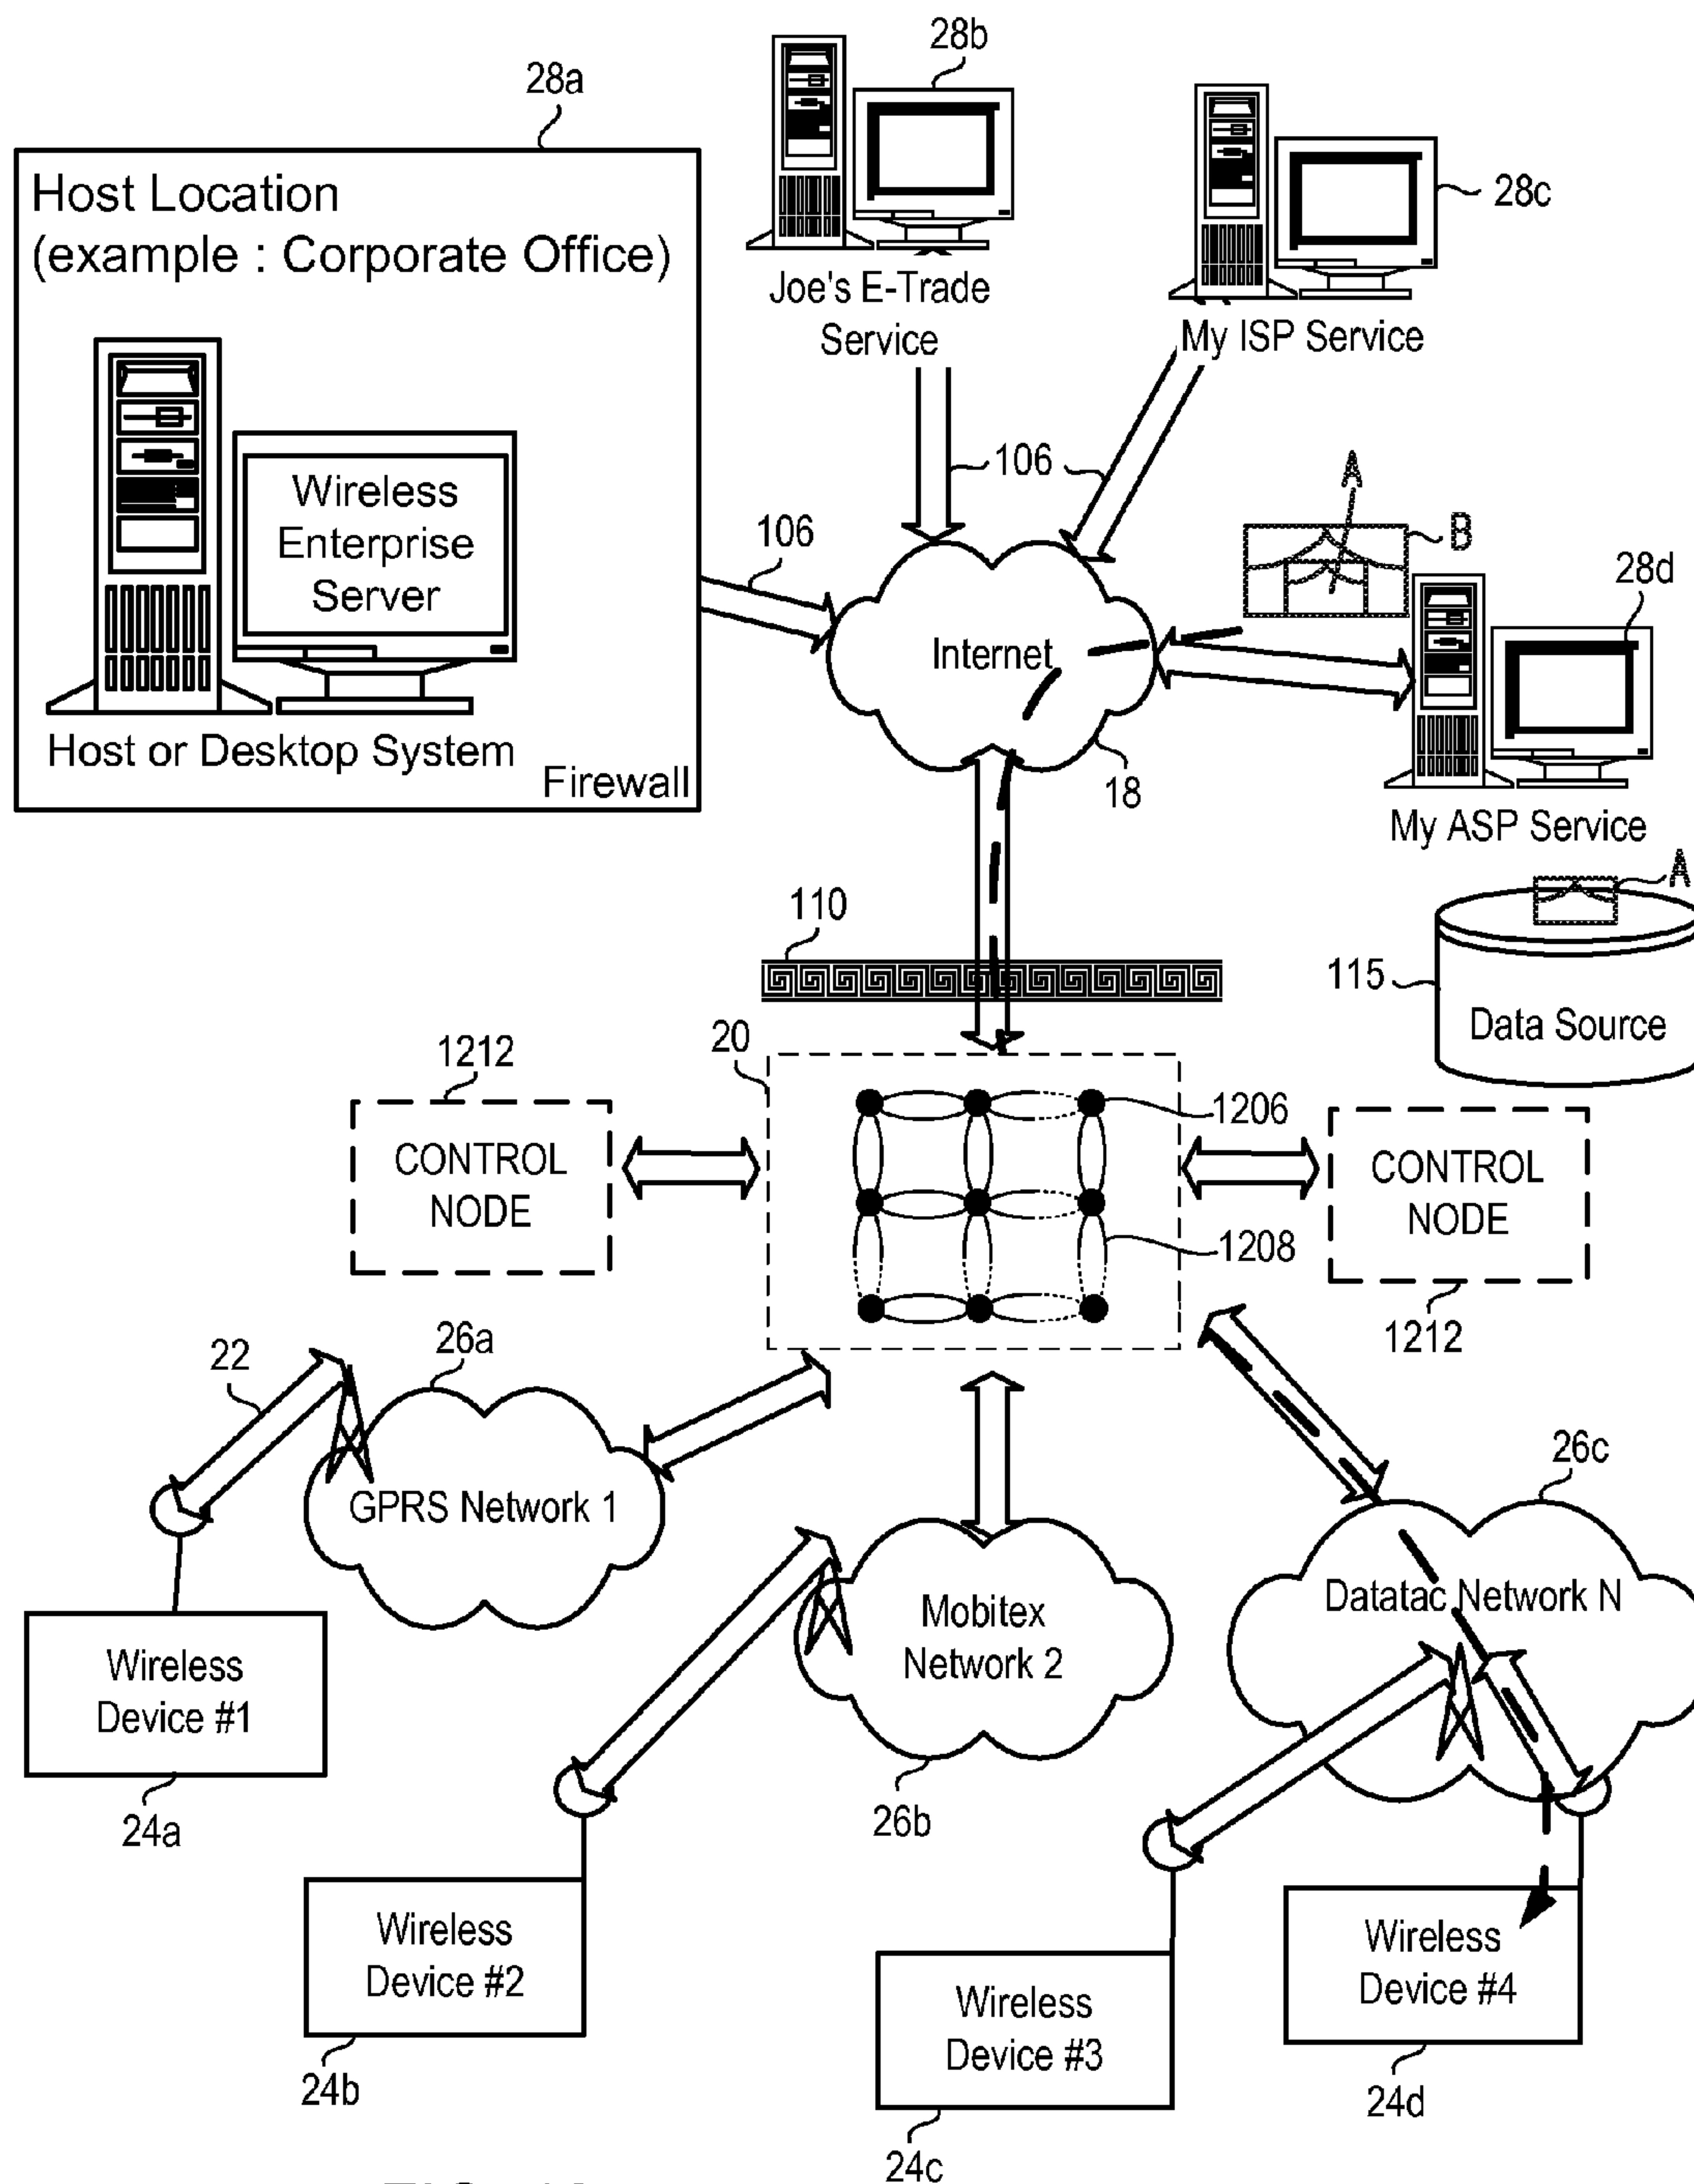 28a
28b
28c
Host Location
(example : Corporate Office)
Wireless
Enterprise
Server
Host or Desktop System
Firewall
Joe's E-Trade
Service
My ISP Service
106
106
A
B
28d
Internet
18
My ASP Service
A
110
115
Data Source
20
1212
CONTROL
NODE
1206
1208
CONTROL
NODE
1212
22
26a
GPRS Network 1
26c
Mobitex
Network 2
26b
Datatac Network N
Wireless
Device #1
24a
Wireless
Device #2
24b
Wireless
Device #3
24c
Wireless
Device #4
24d